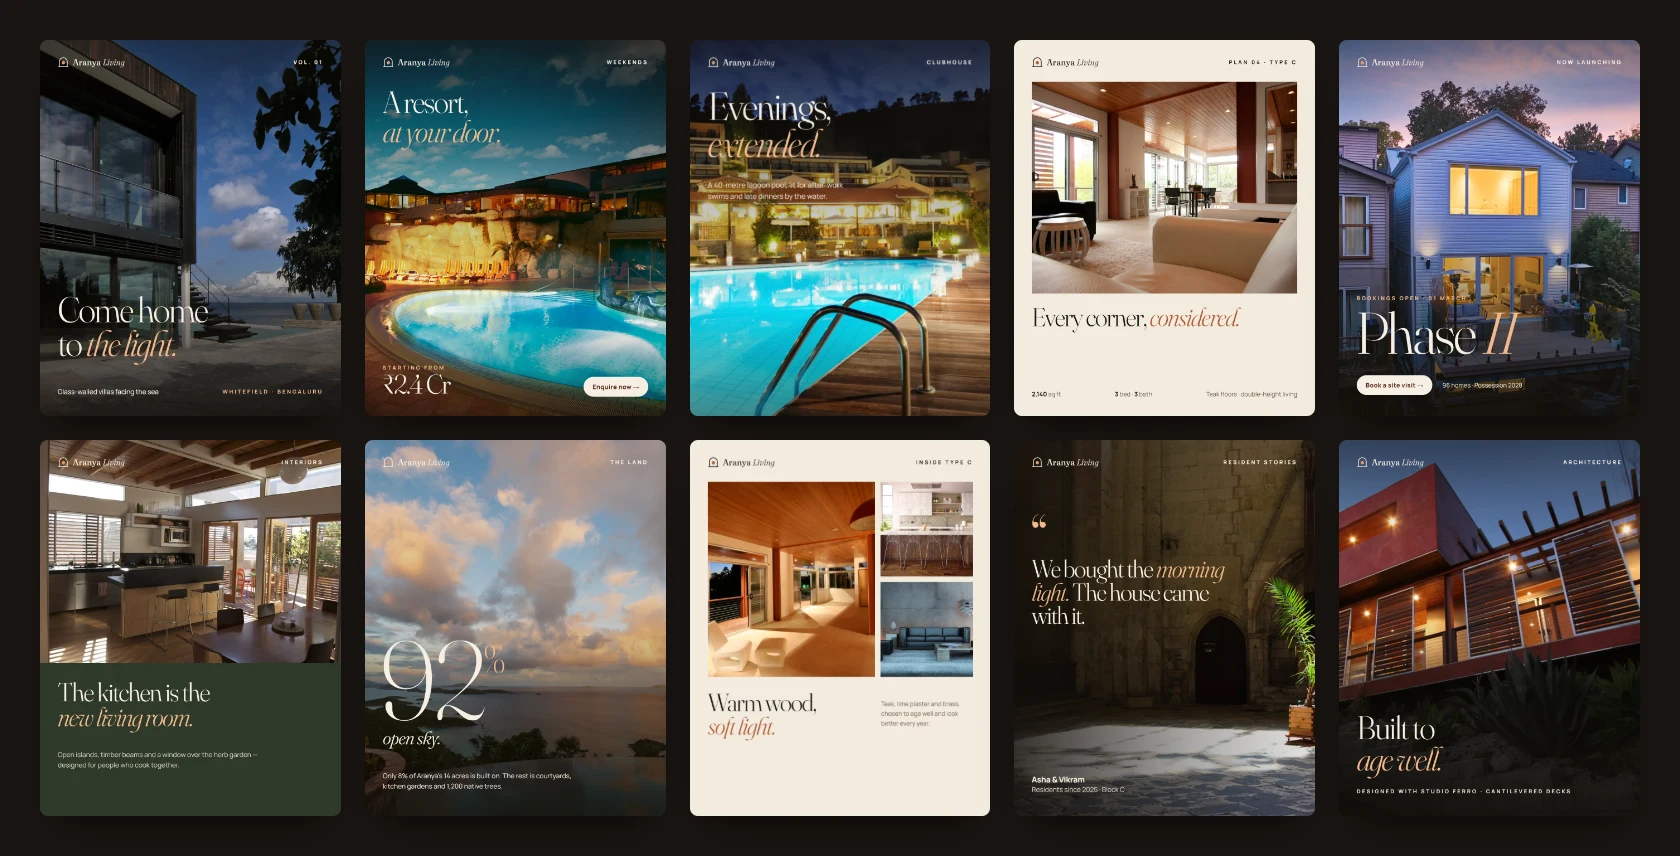 Aranya Living
VOL. 01
Come home
to the light.
Glass-walled villas facing the sea
WHITEFIELD · BENGALURU
Aranya Living
WEEKENDS
A resort,
at your door.
STARTING FROM
₹2.4 Cr
Enquire now →
Aranya Living
CLUBHOUSE
Evenings,
extended.
A 40-metre lagoon pool, lit for after-work
swims and late dinners by the water.
Aranya Living
PLAN 04 · TYPE C
Every corner, considered.
2,140 sq ft
3 bed · 3 bath
Teak floors · double-height living
Aranya Living
NOW LAUNCHING
BOOKINGS OPEN · 01 MARCH
Phase II
Book a site visit →
96 homes · Possession 2028
Aranya Living
INTERIORS
The kitchen is the
new living room.
Open islands, timber beams and a window over the herb garden —
designed for people who cook together.
Aranya Living
THE LAND
92%
open sky.
Only 8% of Aranya's 14 acres is built on. The rest is courtyards,
kitchen gardens and 1,200 native trees.
Aranya Living
INSIDE TYPE C
Warm wood,
soft light.
Teak, lime plaster and brass,
chosen to age well and look
better every year.
Aranya Living
RESIDENT STORIES
“
We bought the morning
light. The house came
with it.
Asha & Vikram
Residents since 2025 · Block C
Aranya Living
ARCHITECTURE
Built to
age well.
DESIGNED WITH STUDIO FERRO · CANTILEVERED DECKS